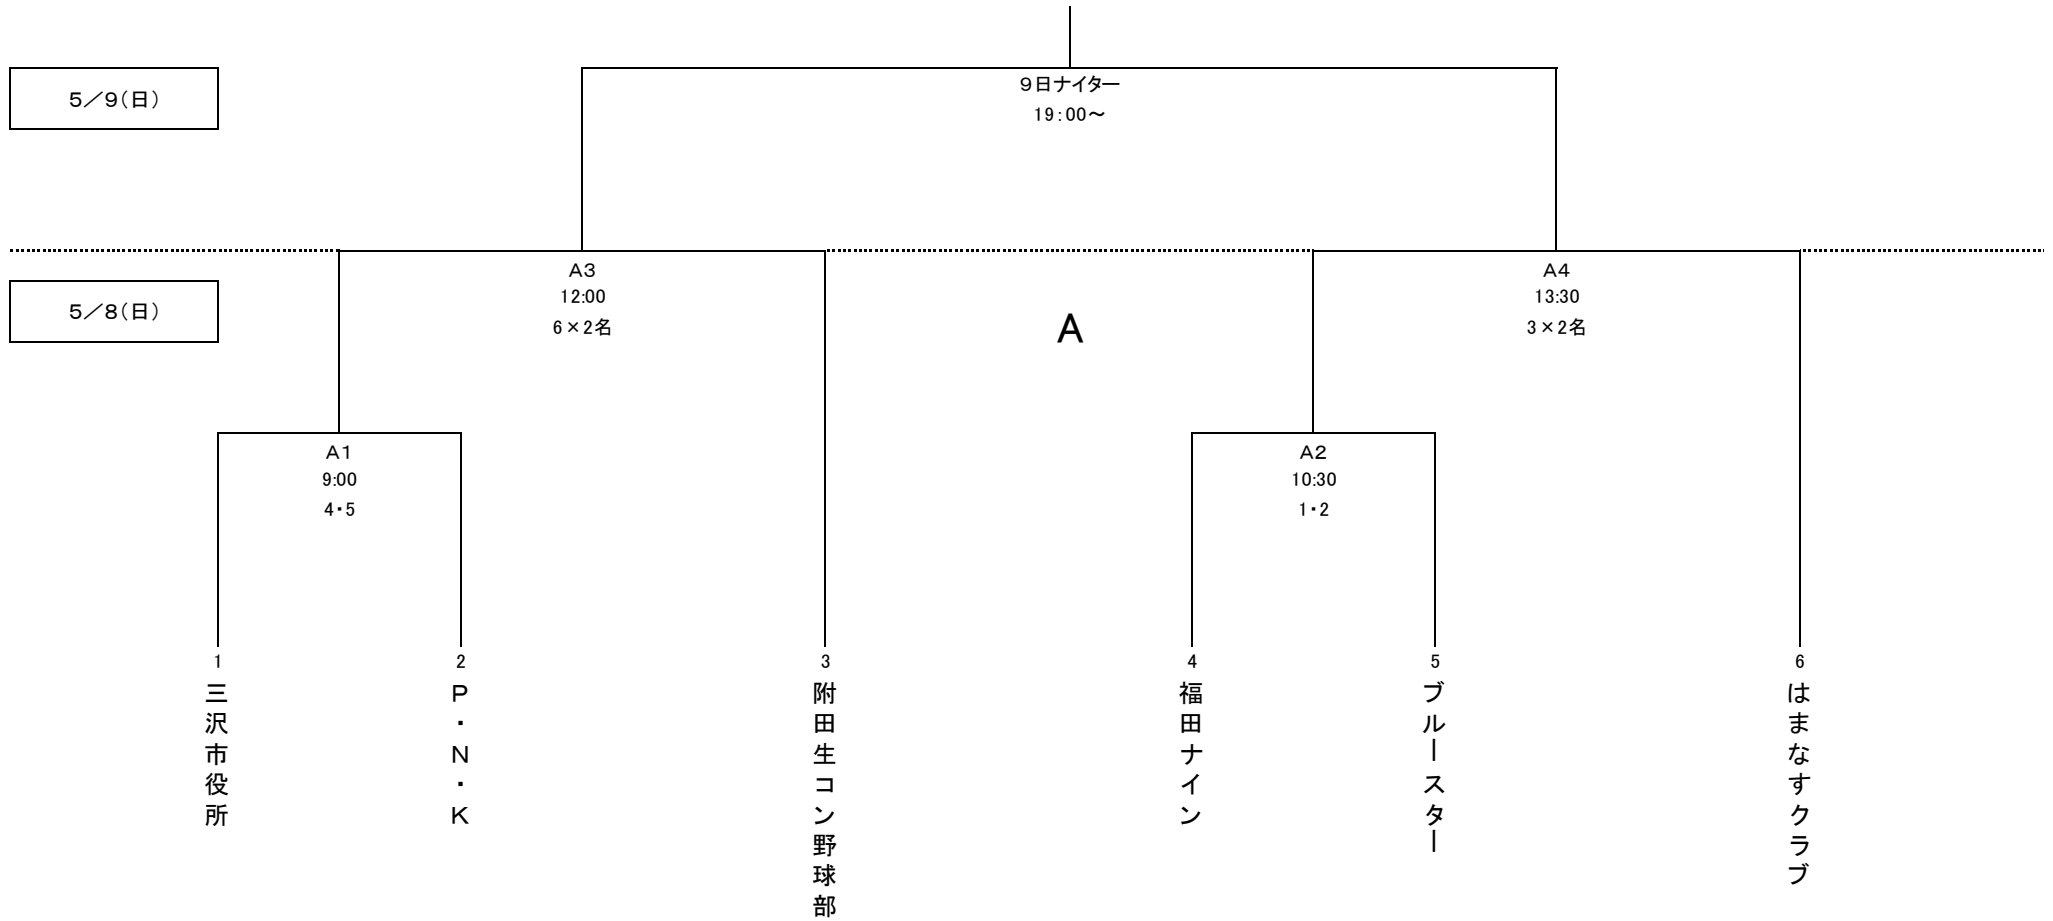 ９日ナイター
19：00～
５／９（日）
５／８（日）
Ａ３
12:00
６×２名
Ａ
Ａ４
13:30
３×２名
Ａ１
9:00
４・５
Ａ２
10:30
１・２
1
2
3
4
5
6
三沢市役所
Ｐ・Ｎ・Ｋ
附田生コン野球部
福田ナイン
ブルースター
はまなすクラブ